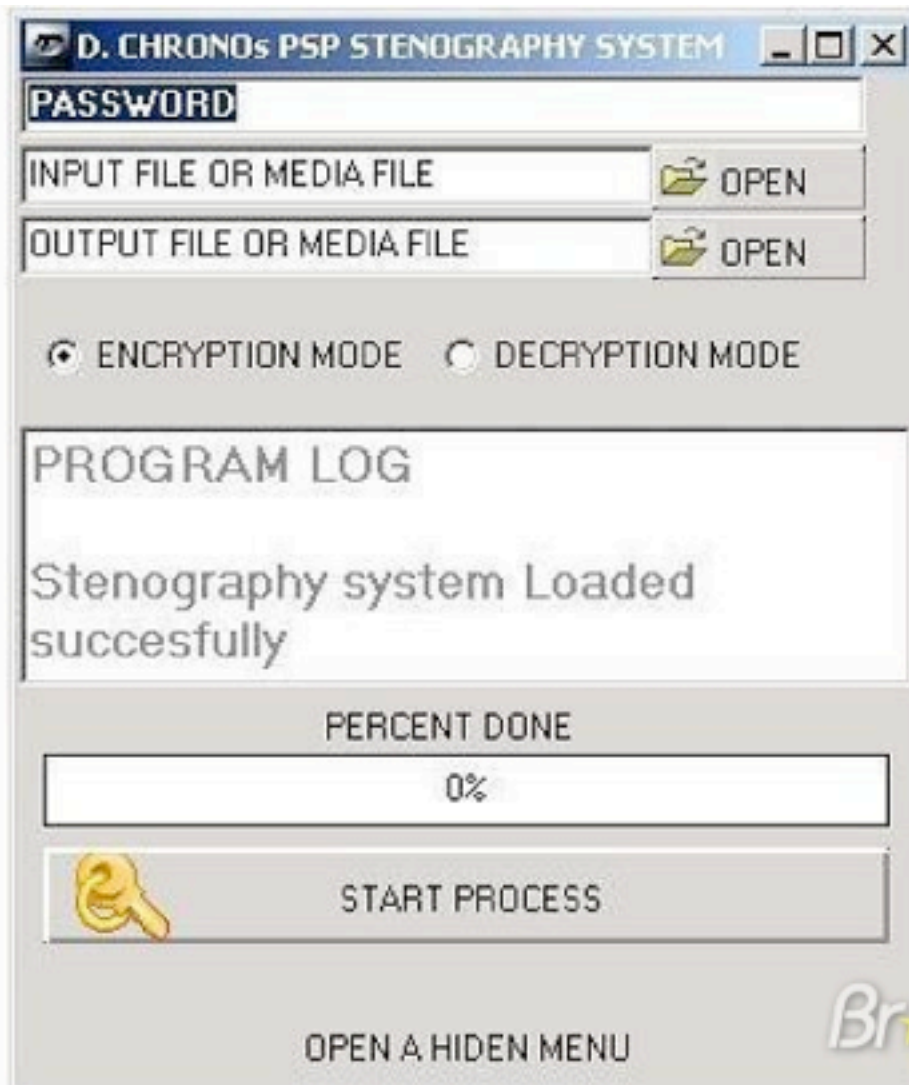 D. CHRONOs PSP STENOGRAPHY SYSTEM
PASSWORD
INPUT FILE OR MEDIA FILE
OPEN
OUTPUT FILE OR MEDIA FILE
OPEN
ENCRYPTION MODE DECRYPTION MODE
PROGRAM LOG
Stenography system Loaded
succesfully
PERCENT DONE
0%
START PROCESS
Br
OPEN A HIDEN MENU